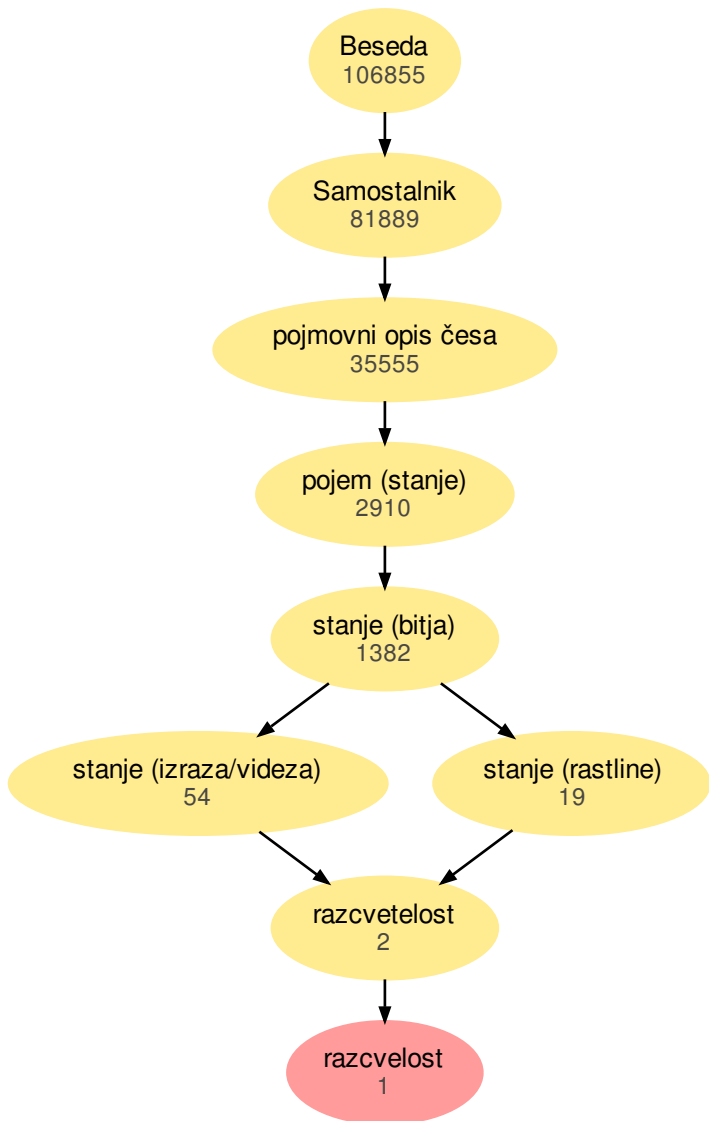 Beseda
106855
Samostalnik
81889
pojmovni opis česa
35555
pojem (stanje)
2910
stanje (bitja)
1382
stanje (izraza/videza)
54
stanje (rastline)
19
razcvetelost
2
razcvelost
1